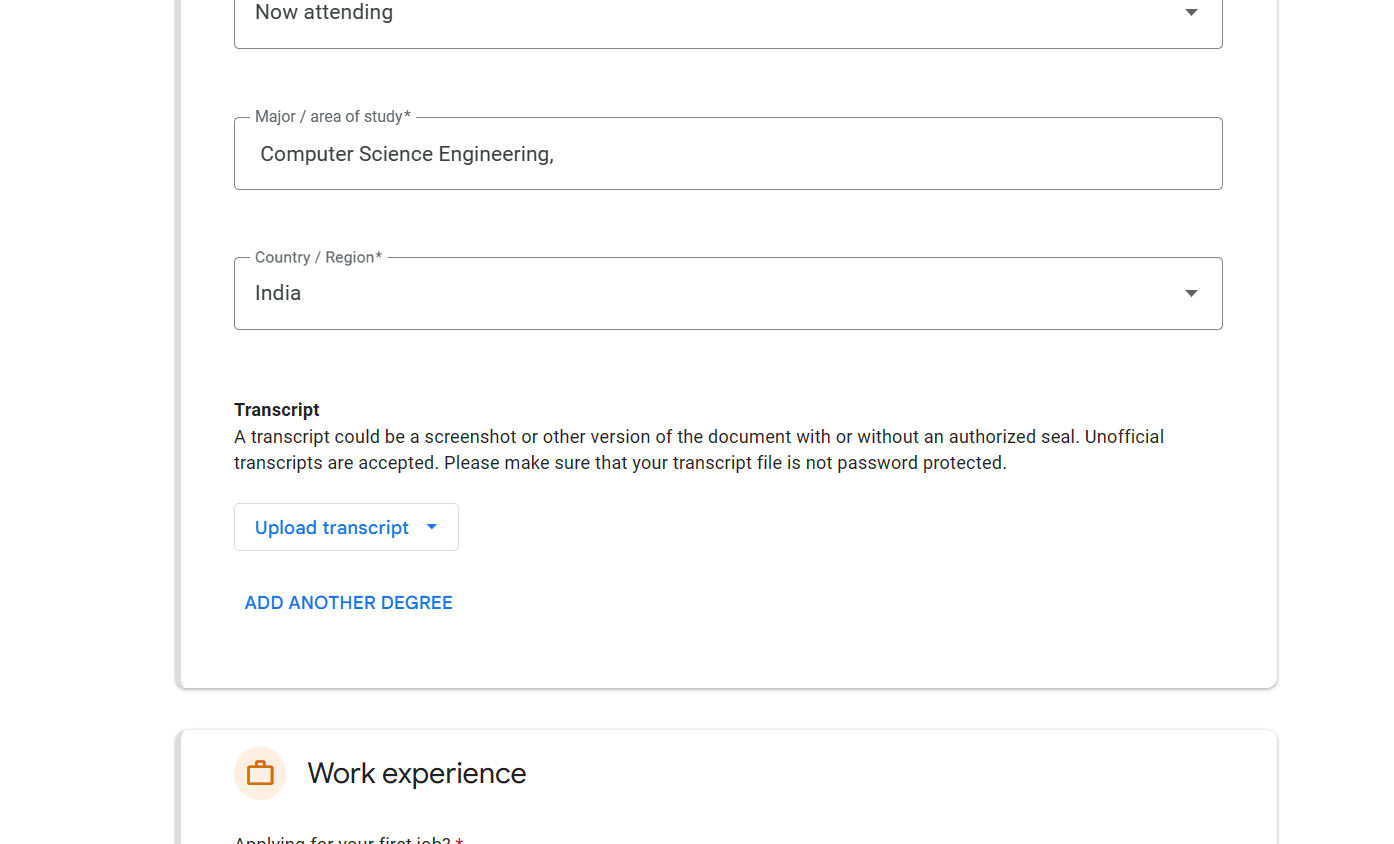 Now attending
Major / area of study*
Computer Science Engineering,
Country / Region*
India
Transcript
A transcript could be a screenshot or other version of the document with or without an authorized seal. Unofficial
transcripts are accepted. Please make sure that your transcript file is not password protected.
Upload transcript
ADD ANOTHER DEGREE
Work experience
Applying for your first job? *